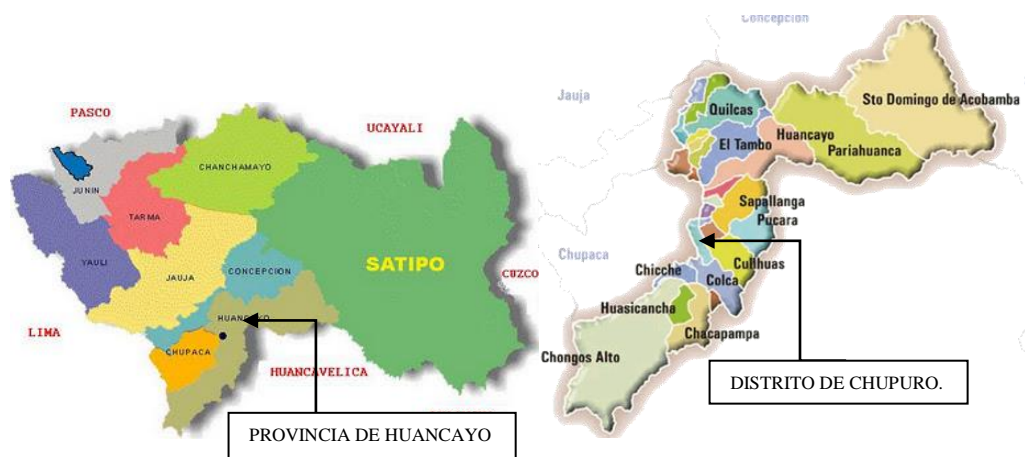 PASCO
UCAYALI
CHANCHAMAYO
JUNIN
TARMA
YAULI
SATIPO
CONCEPCION
JAUJA
CUZCO
HUANCAYO
LIMA
CHUPACA
HUANCAVELICA
PROVINCIA DE HUANCAYO
Concepción
Jauja
Sto Domingo de Acobamba
Quilcas
Huancayo
El Tambo
Pariahuanca
Sapallanga
Pucara
Chupaca
Cullhuas
Chicche
Colca
Huasicancha
Chacapampa
Chongos Alto
DISTRITO DE CHUPURO.